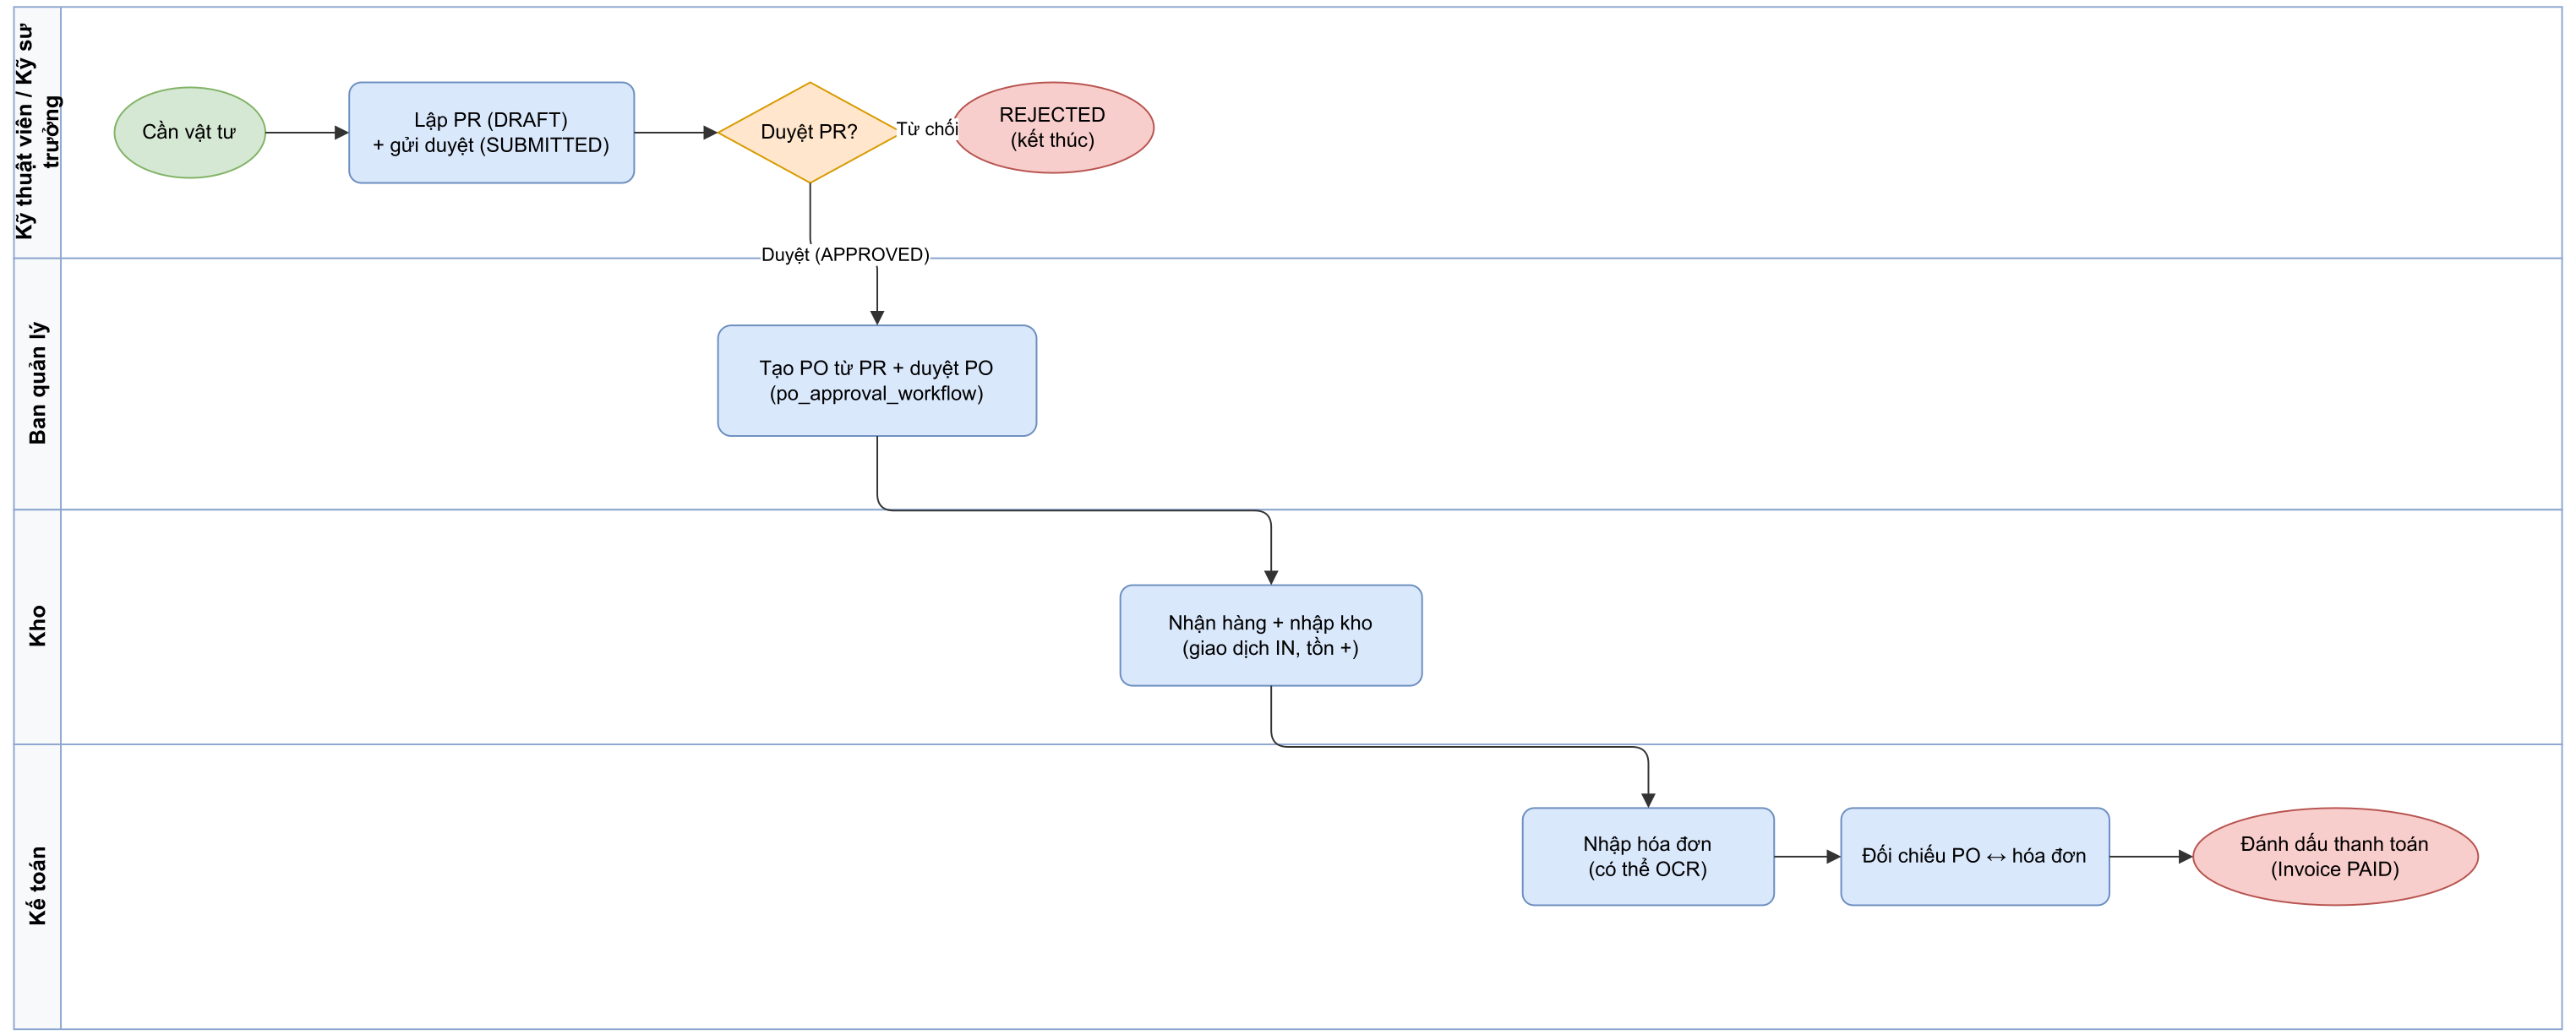 Kỹ thuật viên / Kỹ sư
trưởng
Cần vật tư
Lập PR (DRAFT)
+ gửi duyệt (SUBMITTED)
Duyệt PR?
Từ chối
REJECTED
(kết thúc)
Duyệt (APPROVED)
Ban quản lý
Tạo PO từ PR + duyệt PO
(po_approval_workflow)
Kho
Nhận hàng + nhập kho
(giao dịch IN, tồn +)
Kế toán
Nhập hóa đơn
(có thể OCR)
Đối chiếu PO ↔ hóa đơn
Đánh dấu thanh toán
(Invoice PAID)